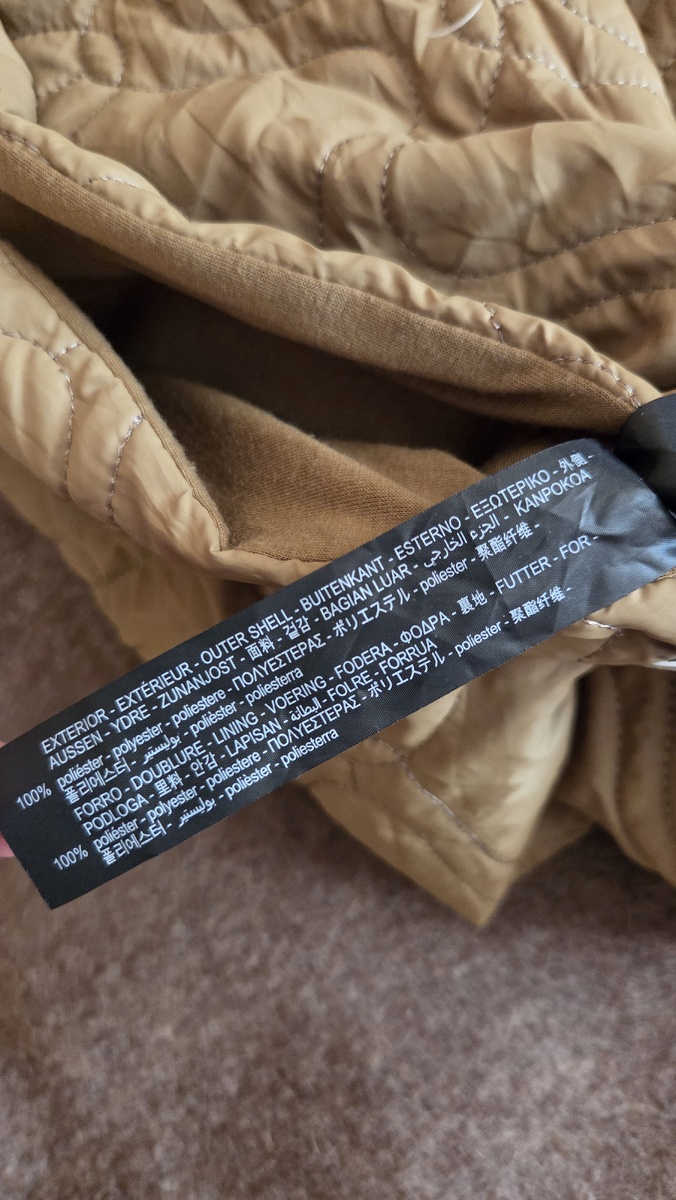 EXTERIOR - EXTÉRIEUR - OUTER SHELL - BUITENKANT - ESTERNO - ΕΞΩΤΕΡΙΚΟ - 外側 -
AUSSEN - YDRE - ZUNANJOST - 面料 - 겉감 - BAGIAN LUAR - الجزء الخارجي - KANPOKOA
100% poliéster - polyester - poliestere - ΠΟΛΥΕΣΤΕΡΑΣ - ポリエステル - poliester - 聚酯纤维 -
폴리에스터 - بوليستر - polièster - poliesterra
FORRO - DOUBLURE - LINING - VOERING - FODERA - ΦΟΔΡΑ - 裏地 - FUTTER - FOR -
PODLOGA - 里料 - 안감 - LAPISAN - البطانة - FOLRE - FORRUA
100% poliéster - polyester - poliestere - ΠΟΛΥΕΣΤΕΡΑΣ - ポリエステル - poliester - 聚酯纤维 -
폴리에스터 - بوليستر - polièster - poliesterra